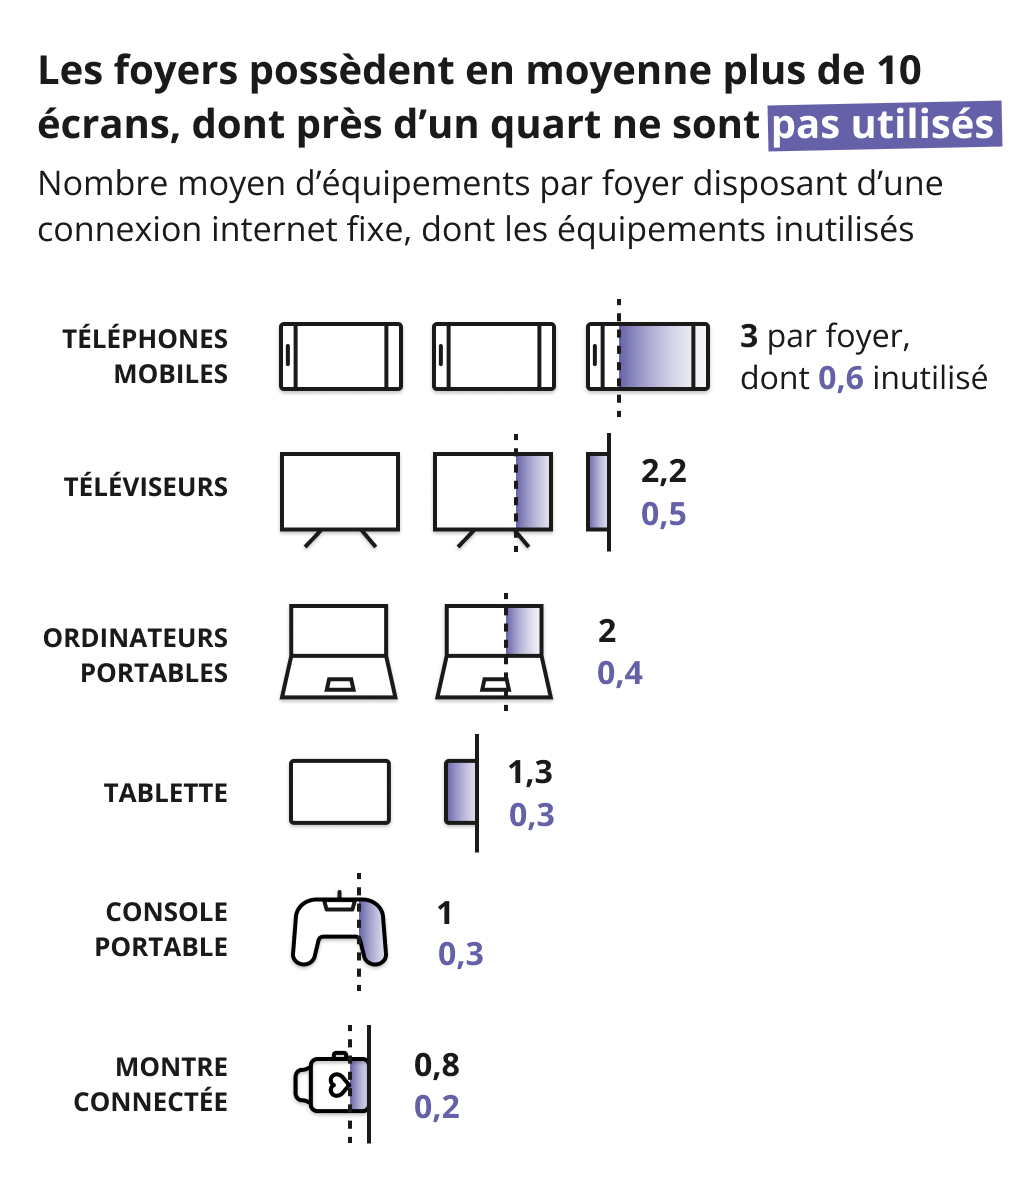 Les foyers possèdent en moyenne plus de 10
écrans, dont près d’un quart ne sont pas utilisés
Nombre moyen d’équipements par foyer disposant d’une
connexion internet fixe, dont les équipements inutilisés
TÉLÉPHONES
MOBILES
3 par foyer,
dont 0,6 inutilisé
TÉLÉVISEURS
2,2
0,5
ORDINATEURS
PORTABLES
2
0,4
TABLETTE
1,3
0,3
CONSOLE
PORTABLE
1
0,3
MONTRE
CONNECTÉE
0,8
0,2